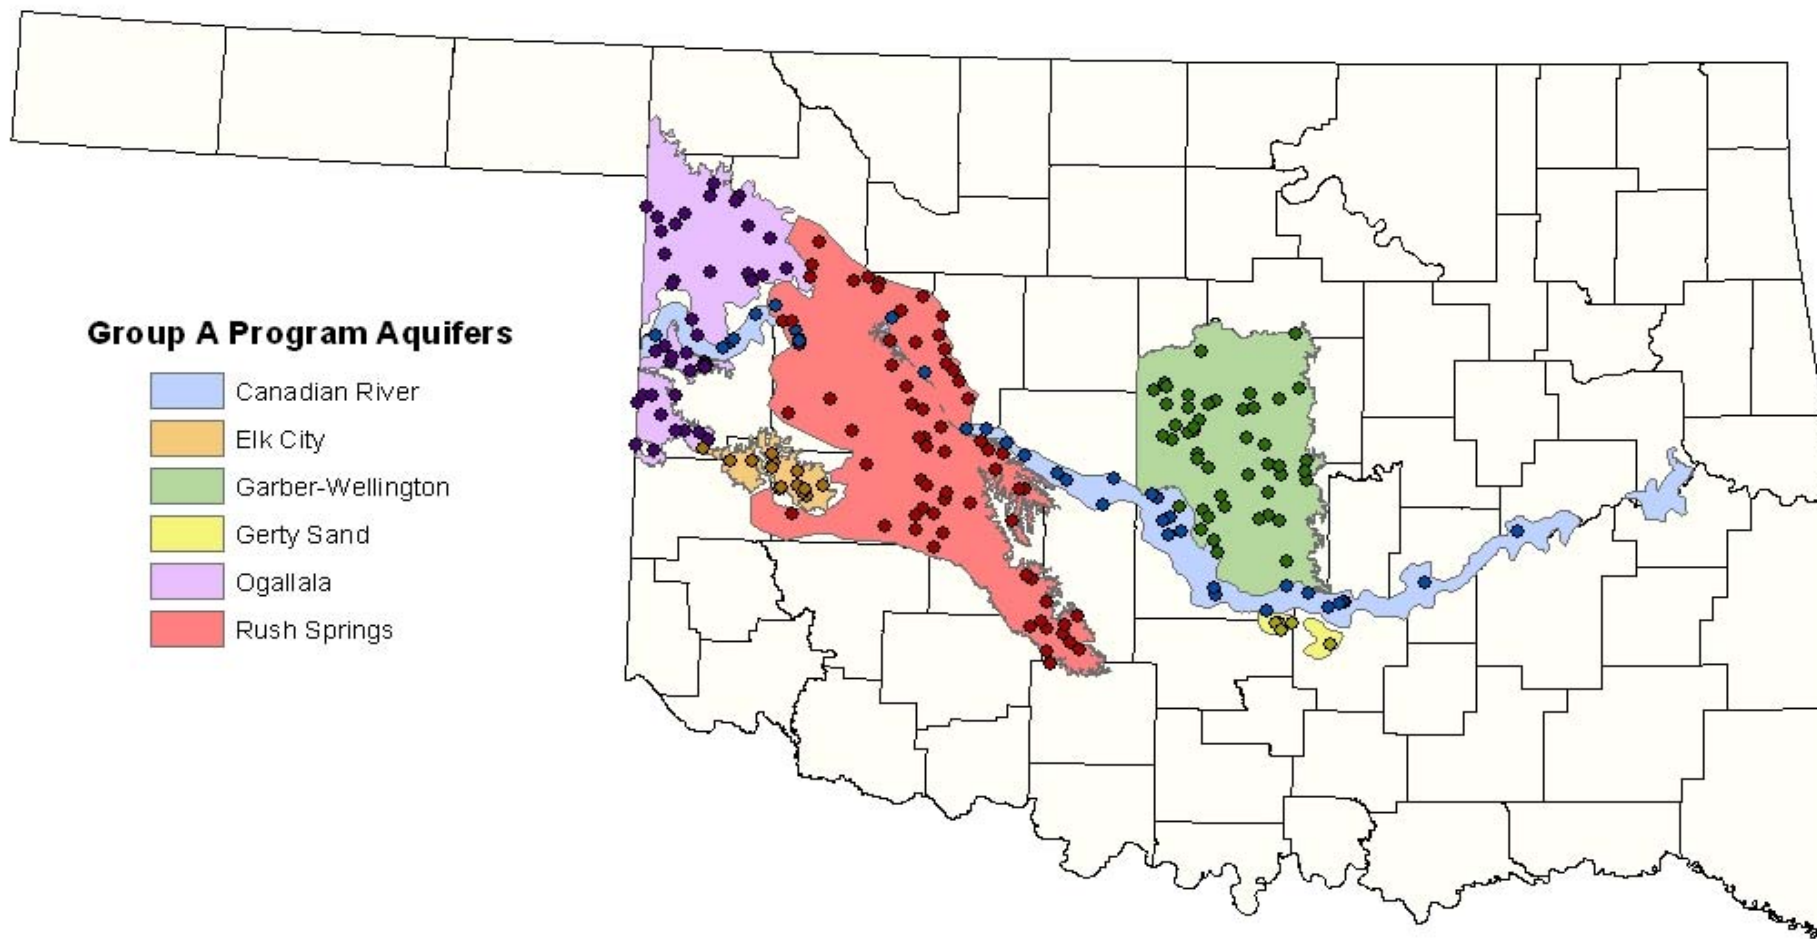 Group A Program Aquifers
Canadian River
Elk City
Garber-Wellington
Gerty Sand
Ogallala
Rush Springs